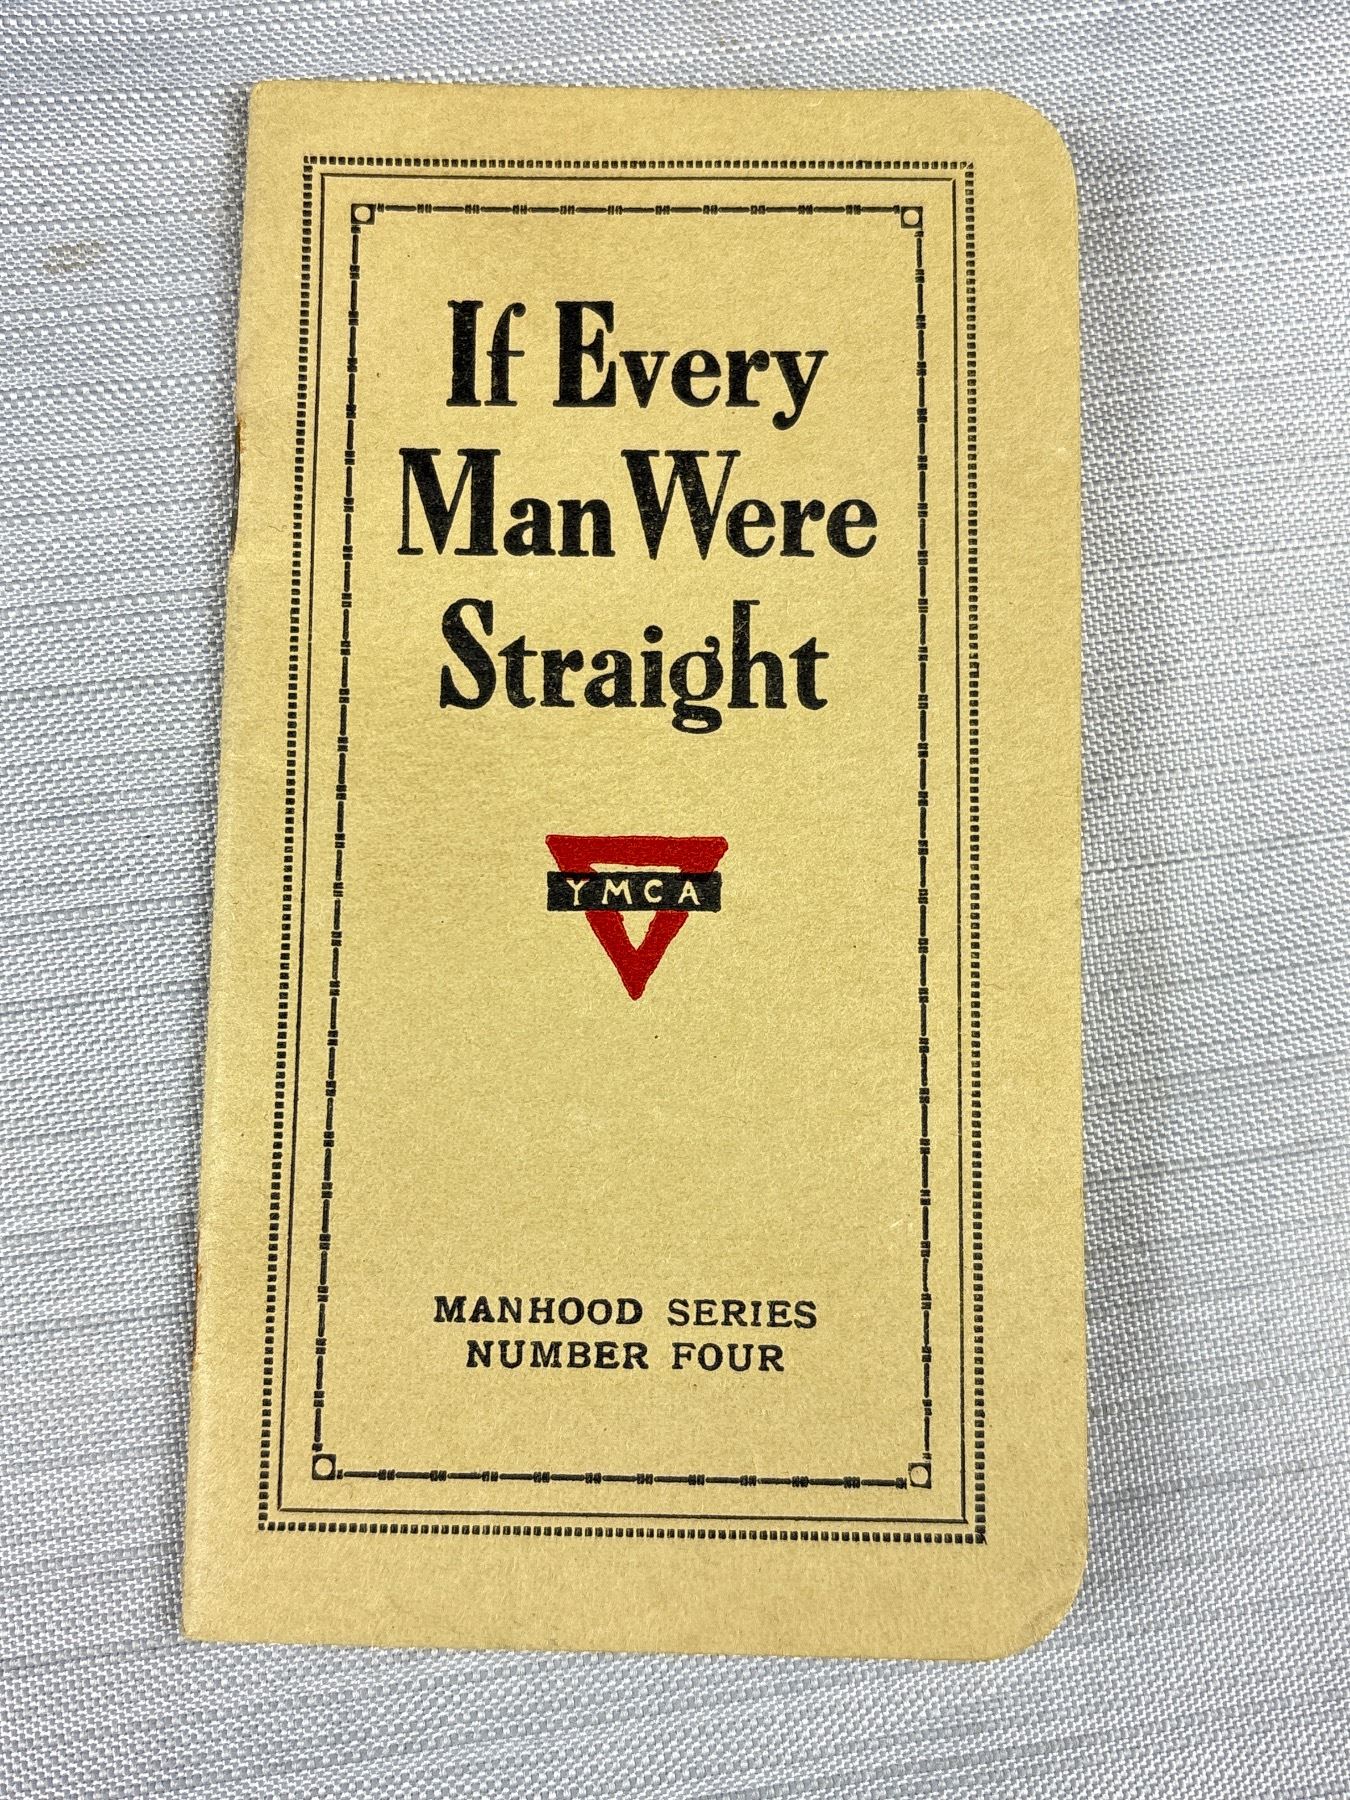 If Every
Man Were
Straight
YMCA
MANHOOD SERIES
NUMBER FOUR